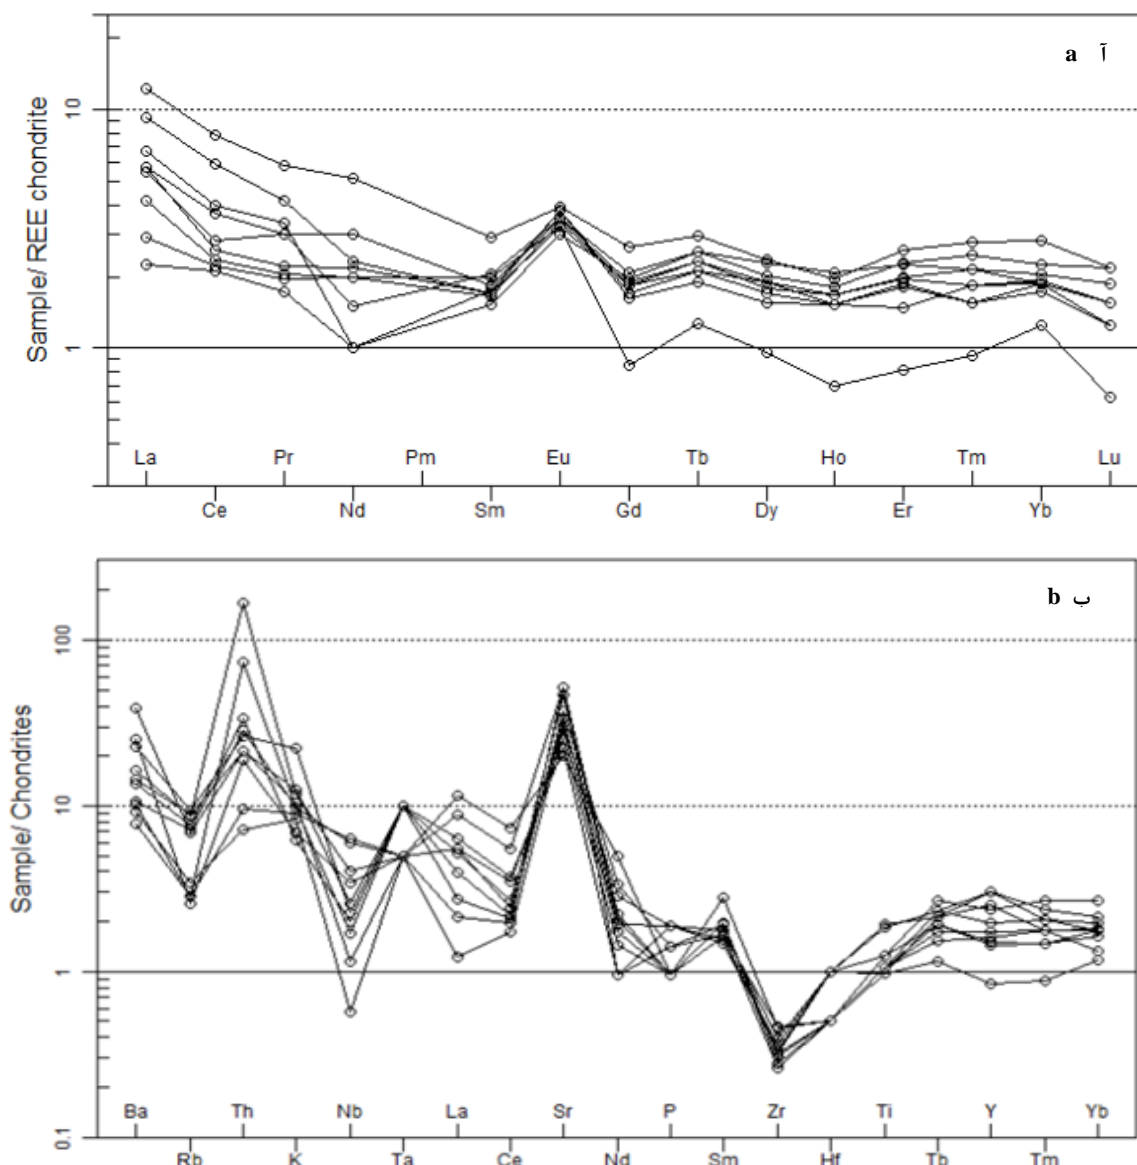 a آ
10
1
Sample/ REE chondrite
La Pr Pm Eu Tb Ho Tm Lu
Ce Nd Sm Gd Dy Er Yb
b ب
100
10
1
0.1
Sample/ Chondrites
Ba Th Nb La Sr P Zr Ti Y Yb
Rb K Ta Ce Nd Sm Hf Tb Tm